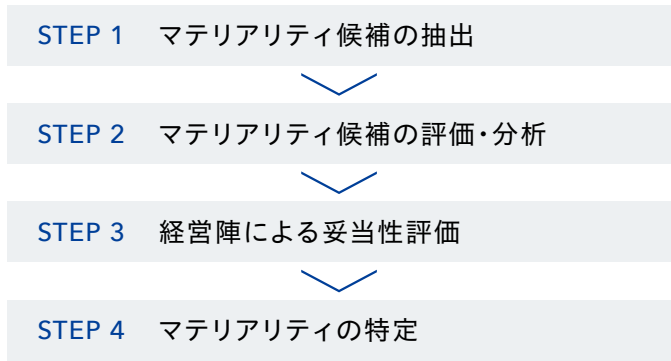 STEP 1 マテリアリティ候補の抽出
STEP 2 マテリアリティ候補の評価・分析
STEP 3 経営陣による妥当性評価
STEP 4 マテリアリティの特定